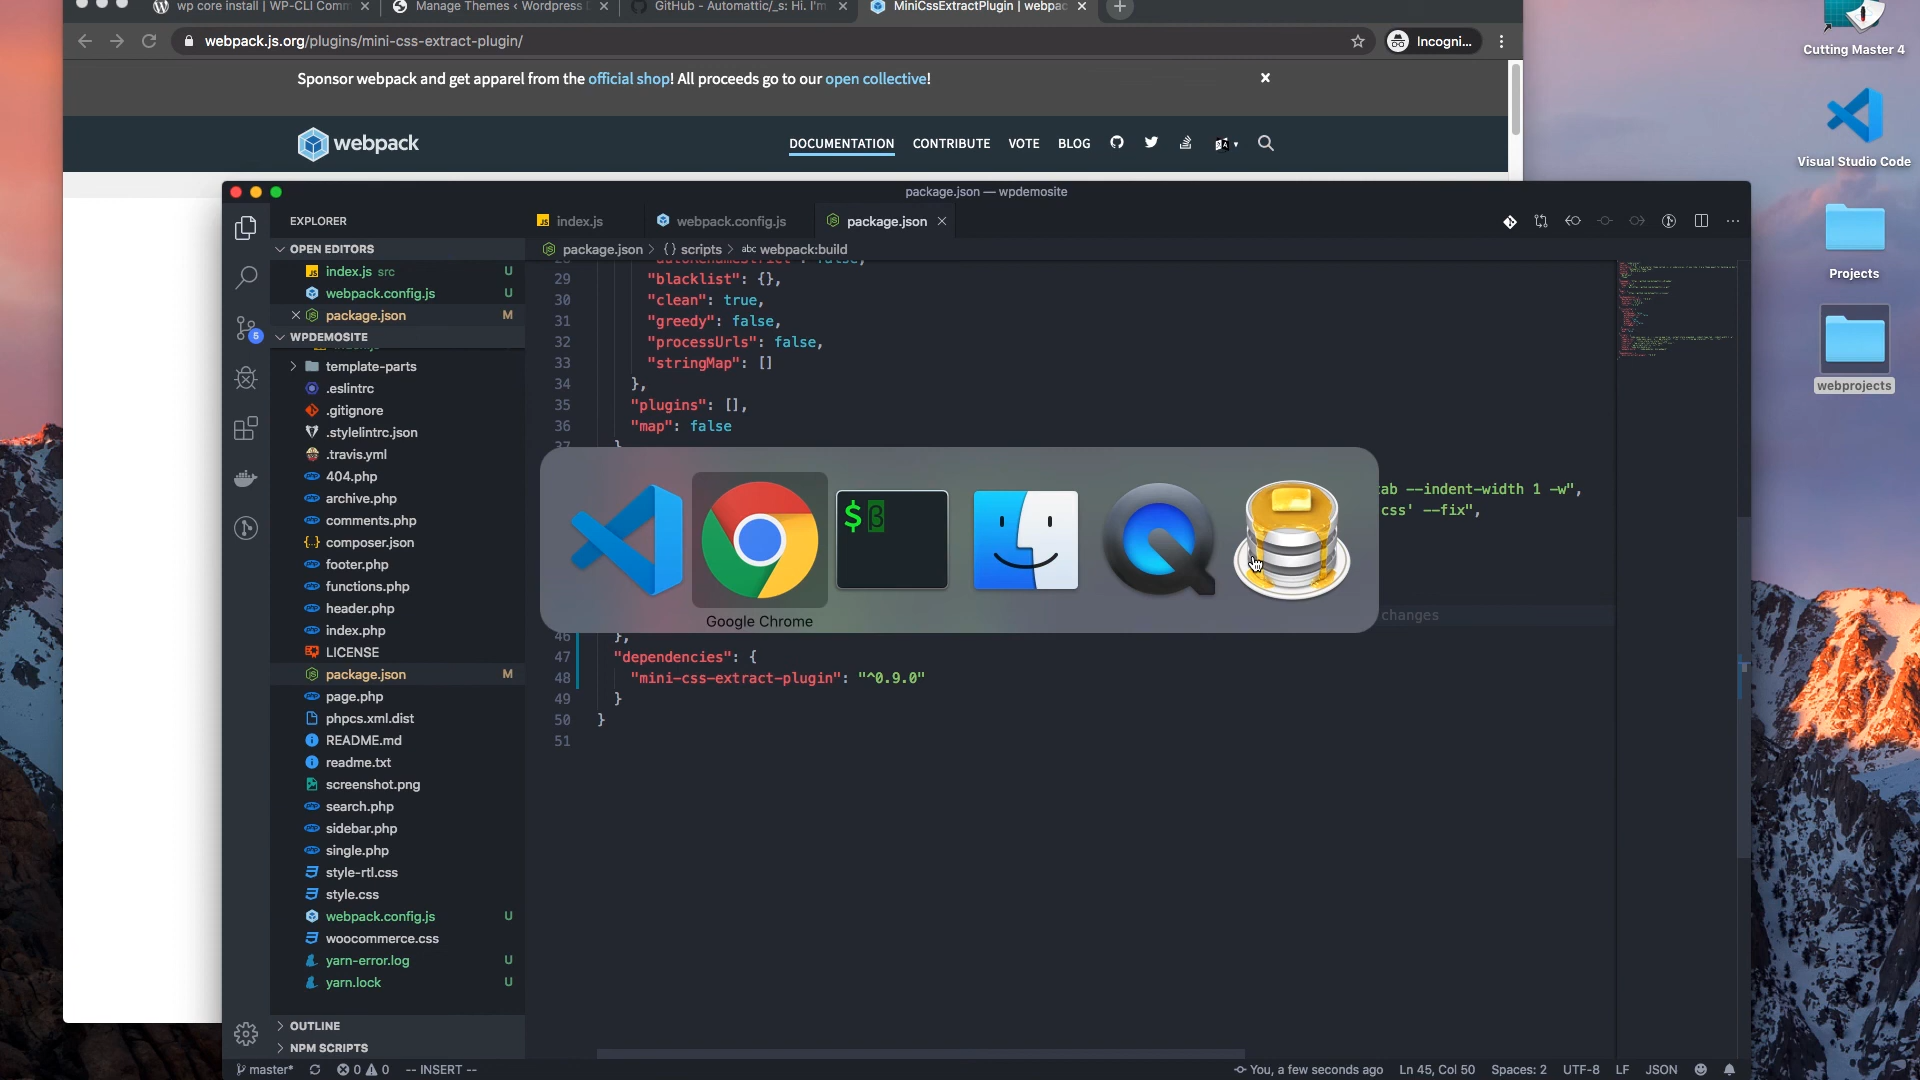 wp core install | WP-CLI Comm
Manage Themes ‹ Wordpress
GitHub - Automattic/_s: Hi. I'm
MiniCssExtractPlugin | webpac
webpack.js.org/plugins/mini-css-extract-plugin/
Incogni...
Sponsor webpack and get apparel from the official shop! All proceeds go to our open collective!
webpack
DOCUMENTATION
CONTRIBUTE
VOTE
BLOG
package.json — wpdemosite
EXPLORER
index.js
webpack.config.js
package.json
OPEN EDITORS
package.json > {} scripts > abc webpack:build
index.js src U
webpack.config.js U
package.json M
WPDEMOSITE
template-parts
.eslintrc
.gitignore
.stylelintrc.json
.travis.yml
404.php
archive.php
comments.php
composer.json
footer.php
functions.php
header.php
index.php
LICENSE
package.json M
page.php
phpcs.xml.dist
README.md
readme.txt
screenshot.png
search.php
sidebar.php
single.php
style-rtl.css
style.css
webpack.config.js U
woocommerce.css
yarn-error.log U
yarn.lock U
OUTLINE
NPM SCRIPTS
29 "blacklist": {},
30 "clean": true,
31 "greedy": false,
32 "processUrls": false,
33 "stringMap": []
34 },
35 "plugins": [],
36 "map": false
37 }
tab --indent-width 1 -w",
css' --fix",
changes
$
Google Chrome
46 },
47 "dependencies": {
48 "mini-css-extract-plugin": "^0.9.0"
49 }
50 }
51
master*
0
0
-- INSERT --
You, a few seconds ago
Ln 45, Col 50
Spaces: 2
UTF-8
LF
JSON
Cutting Master 4
Visual Studio Code
Projects
webprojects